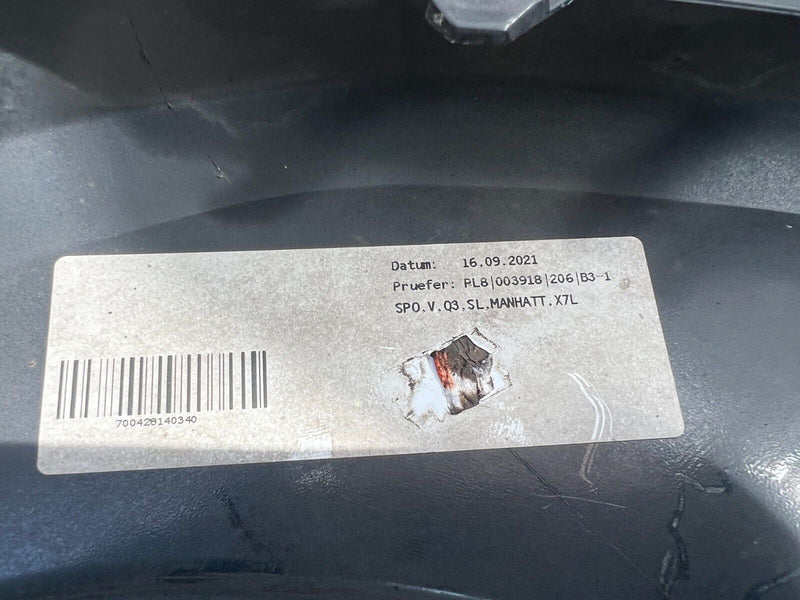 Datum: 16.09.2021
Pruefer: PL8|003918|206|B3-1
SPO.V.Q3.SL.MANHATT.X7L
700428140340